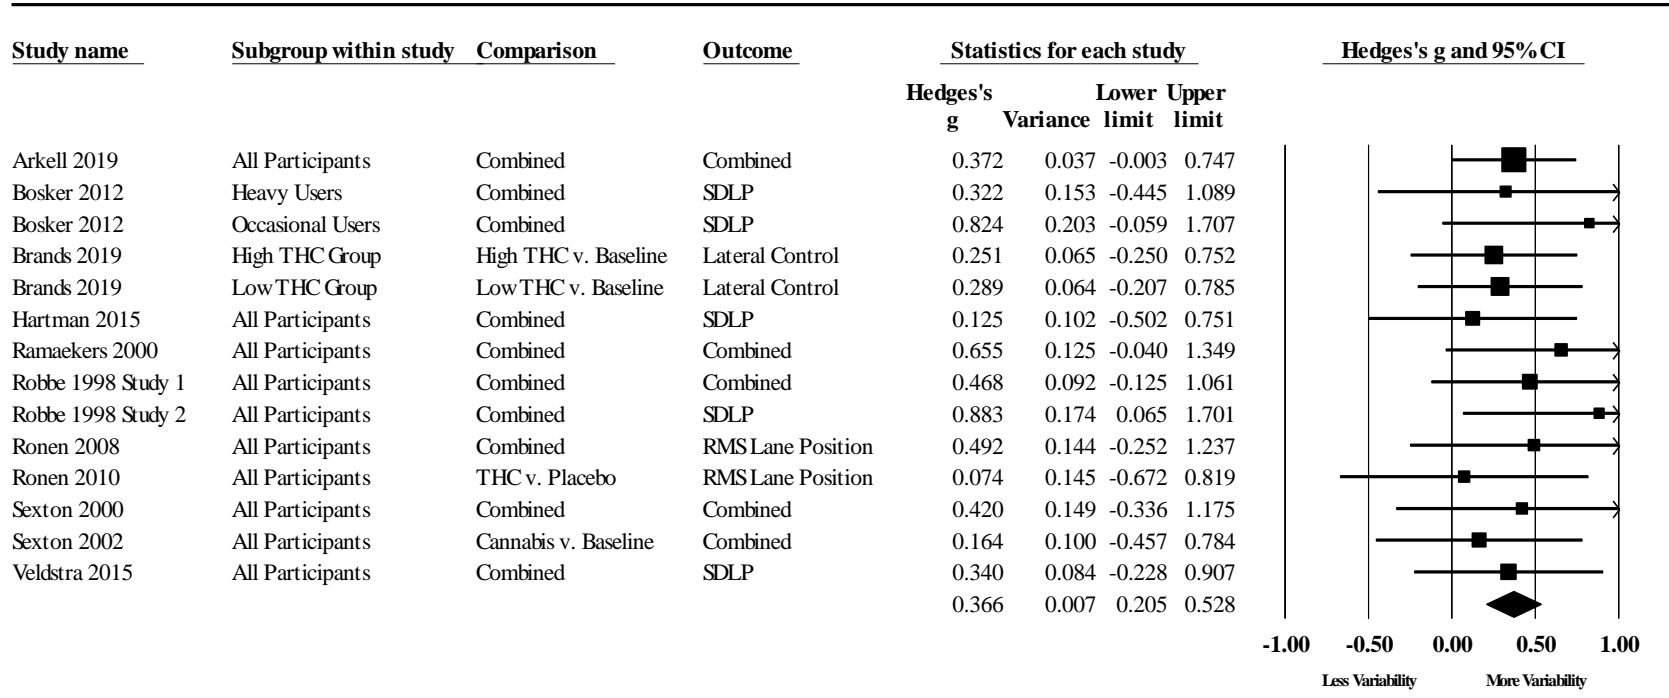 Study name Subgroup within study Comparison Outcome Statistics for each study Hedges's g and 95% CI
Hedges's g Variance Lower limit Upper limit
Arkell 2019 All Participants Combined Combined 0.372 0.037 -0.003 0.747
Bosker 2012 Heavy Users Combined SDLP 0.322 0.153 -0.445 1.089
Bosker 2012 Occasional Users Combined SDLP 0.824 0.203 -0.059 1.707
Brands 2019 High THC Group High THC v. Baseline Lateral Control 0.251 0.065 -0.250 0.752
Brands 2019 Low THC Group Low THC v. Baseline Lateral Control 0.289 0.064 -0.207 0.785
Hartman 2015 All Participants Combined SDLP 0.125 0.102 -0.502 0.751
Ramaekers 2000 All Participants Combined Combined 0.655 0.125 -0.040 1.349
Robbe 1998 Study 1 All Participants Combined Combined 0.468 0.092 -0.125 1.061
Robbe 1998 Study 2 All Participants Combined SDLP 0.883 0.174 0.065 1.701
Ronen 2008 All Participants Combined RMS Lane Position 0.492 0.144 -0.252 1.237
Ronen 2010 All Participants THC v. Placebo RMS Lane Position 0.074 0.145 -0.672 0.819
Sexton 2000 All Participants Combined Combined 0.420 0.149 -0.336 1.175
Sexton 2002 All Participants Cannabis v. Baseline Combined 0.164 0.100 -0.457 0.784
Veldstra 2015 All Participants Combined SDLP 0.340 0.084 -0.228 0.907
0.366 0.007 0.205 0.528
-1.00 -0.50 0.00 0.50 1.00
Less Variability More Variability